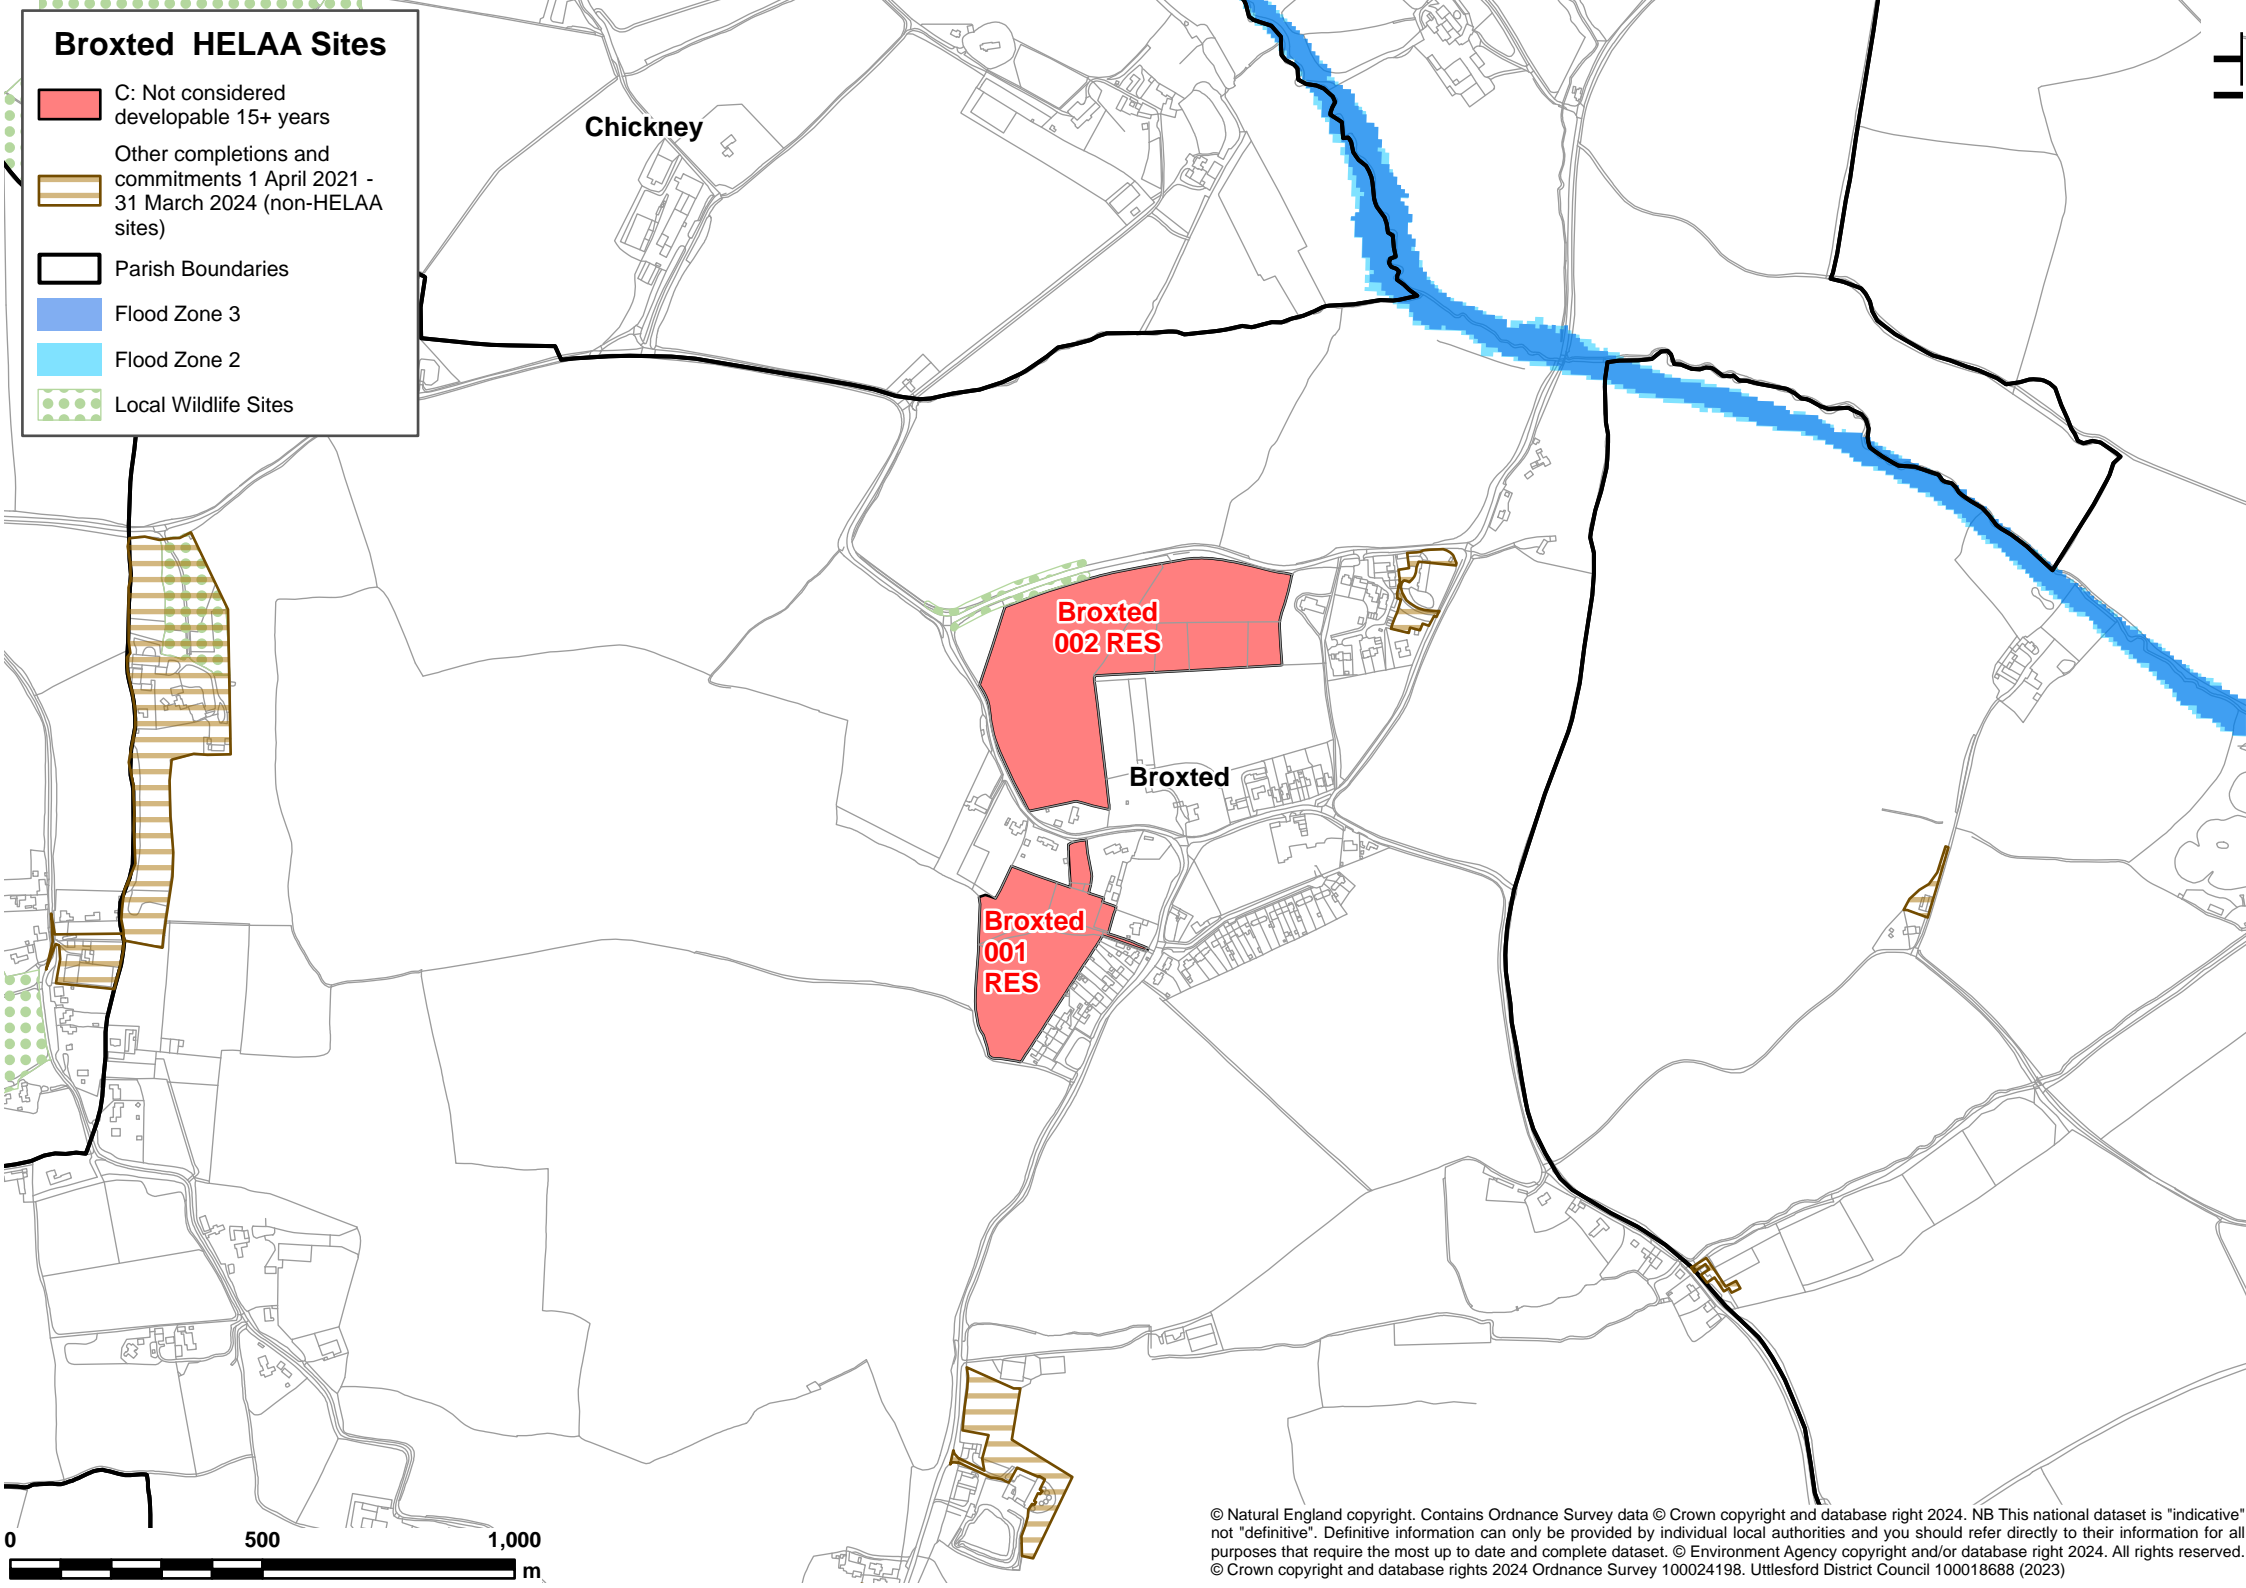 Broxted HELAA Sites
C: Not considered
developable 15+ years
Other completions and
commitments 1 April 2021 -
31 March 2024 (non-HELAA
sites)
Parish Boundaries
Flood Zone 3
Flood Zone 2
Local Wildlife Sites
Chickney
Broxted
002 RES
Broxted
Broxted
001
RES
0 500 1,000
m
© Natural England copyright. Contains Ordnance Survey data © Crown copyright and database right 2024. NB This national dataset is "indicative"
not "definitive". Definitive information can only be provided by individual local authorities and you should refer directly to their information for all
purposes that require the most up to date and complete dataset. © Environment Agency copyright and/or database right 2024. All rights reserved.
© Crown copyright and database rights 2024 Ordnance Survey 100024198. Uttlesford District Council 100018688 (2023)